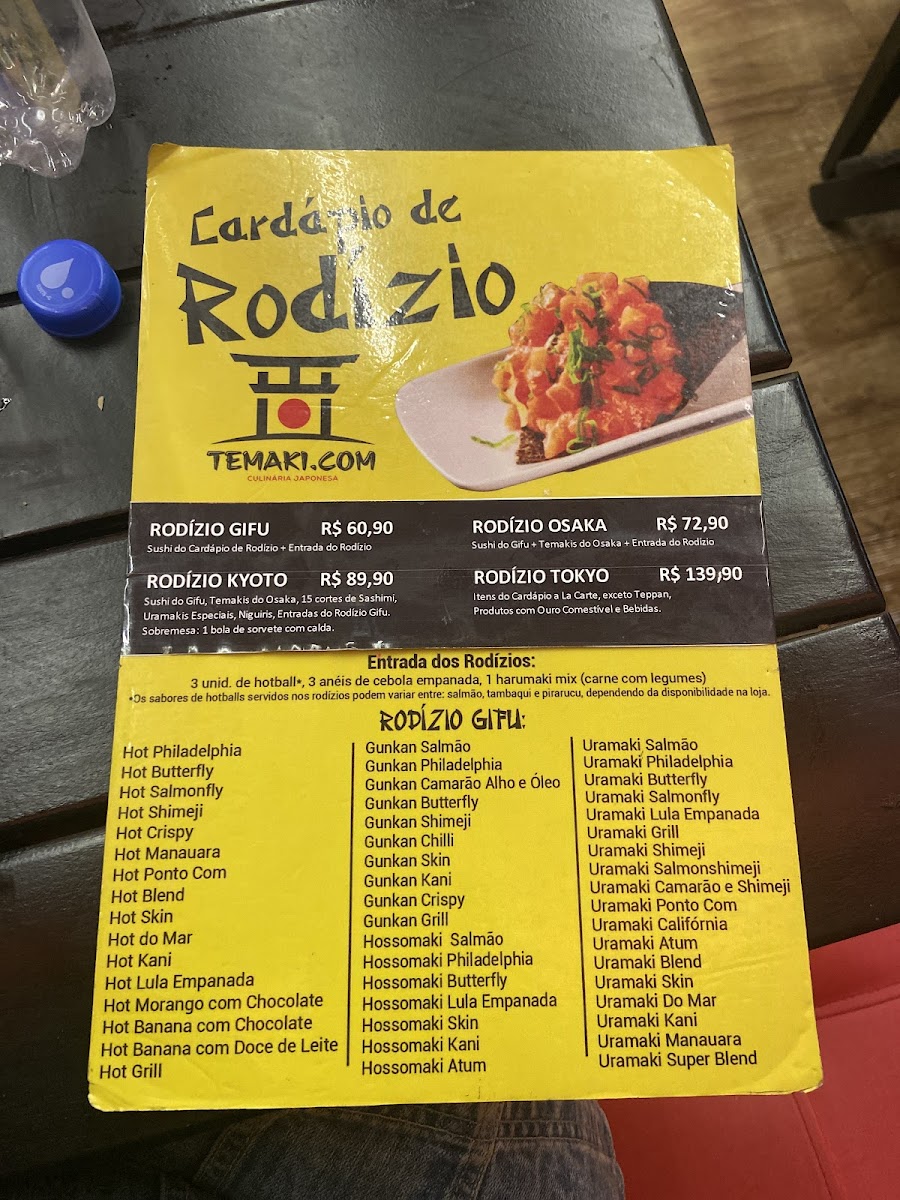 Cardápio de
Rodízio
TEMAKI.COM
CULINÁRIA JAPONESA
RODÍZIO GIFU R$ 60,90
Sushi do Cardápio de Rodízio + Entrada do Rodízio
RODÍZIO OSAKA R$ 72,90
Sushi do Gifu + Temakis do Osaka + Entrada do Rodízio
RODÍZIO KYOTO R$ 89,90
Sushi do Gifu, Temakis do Osaka, 15 cortes de Sashimi,
Uramakis Especiais, Niguiris, Entradas do Rodízio Gifu.
Sobremesa: 1 bola de sorvete com calda.
RODÍZIO TOKYO R$ 139,90
Itens do Cardápio a La Carte, exceto Teppan,
Produtos com Ouro Comestível e Bebidas.
Entrada dos Rodízios:
3 unid. de hotball*, 3 anéis de cebola empanada, 1 harumaki mix (carne com legumes)
*Os sabores de hotballs servidos nos rodízios podem variar entre: salmão, tambaqui e pirarucu, dependendo da disponibilidade na loja.
RODÍZIO GIFU:
Hot Philadelphia
Hot Butterfly
Hot Salmonfly
Hot Shimeji
Hot Crispy
Hot Manauara
Hot Ponto Com
Hot Blend
Hot Skin
Hot do Mar
Hot Kani
Hot Lula Empanada
Hot Morango com Chocolate
Hot Banana com Chocolate
Hot Banana com Doce de Leite
Hot Grill
Gunkan Salmão
Gunkan Philadelphia
Gunkan Camarão Alho e Óleo
Gunkan Butterfly
Gunkan Shimeji
Gunkan Chilli
Gunkan Skin
Gunkan Kani
Gunkan Crispy
Gunkan Grill
Hossomaki Salmão
Hossomaki Philadelphia
Hossomaki Butterfly
Hossomaki Lula Empanada
Hossomaki Skin
Hossomaki Kani
Hossomaki Atum
Uramaki Salmão
Uramaki Philadelphia
Uramaki Butterfly
Uramaki Salmonfly
Uramaki Lula Empanada
Uramaki Grill
Uramaki Shimeji
Uramaki Salmonshimeji
Uramaki Camarão e Shimeji
Uramaki Ponto Com
Uramaki Califórnia
Uramaki Atum
Uramaki Blend
Uramaki Skin
Uramaki Do Mar
Uramaki Kani
Uramaki Manauara
Uramaki Super Blend